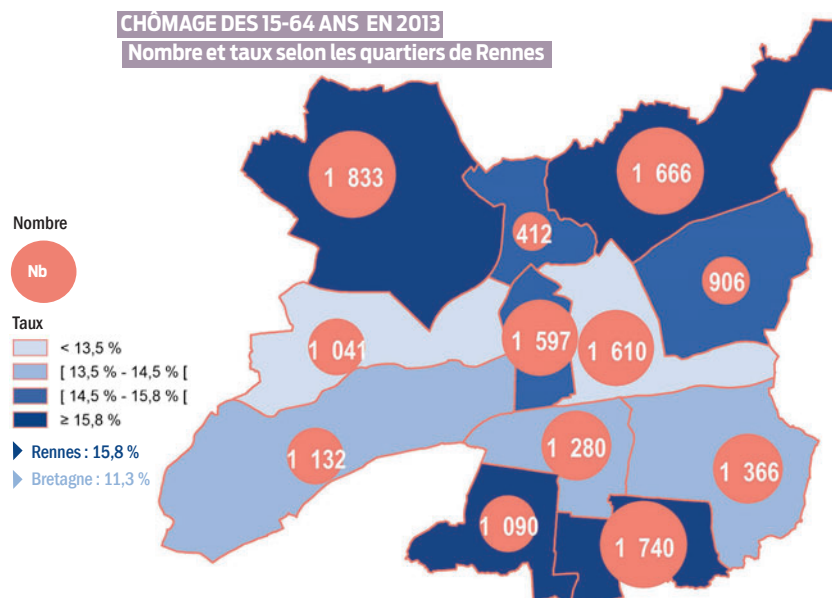 CHÔMAGE DES 15-64 ANS EN 2013
Nombre et taux selon les quartiers de Rennes
1 833
1 666
412
906
1 597
1 610
1 041
1 132
1 280
1 366
1 090
1 740
Nombre
Nb
Taux
< 13,5 %
[ 13,5 % - 14,5 % [
[ 14,5 % - 15,8 % [
≥ 15,8 %
Rennes : 15,8 %
Bretagne : 11,3 %